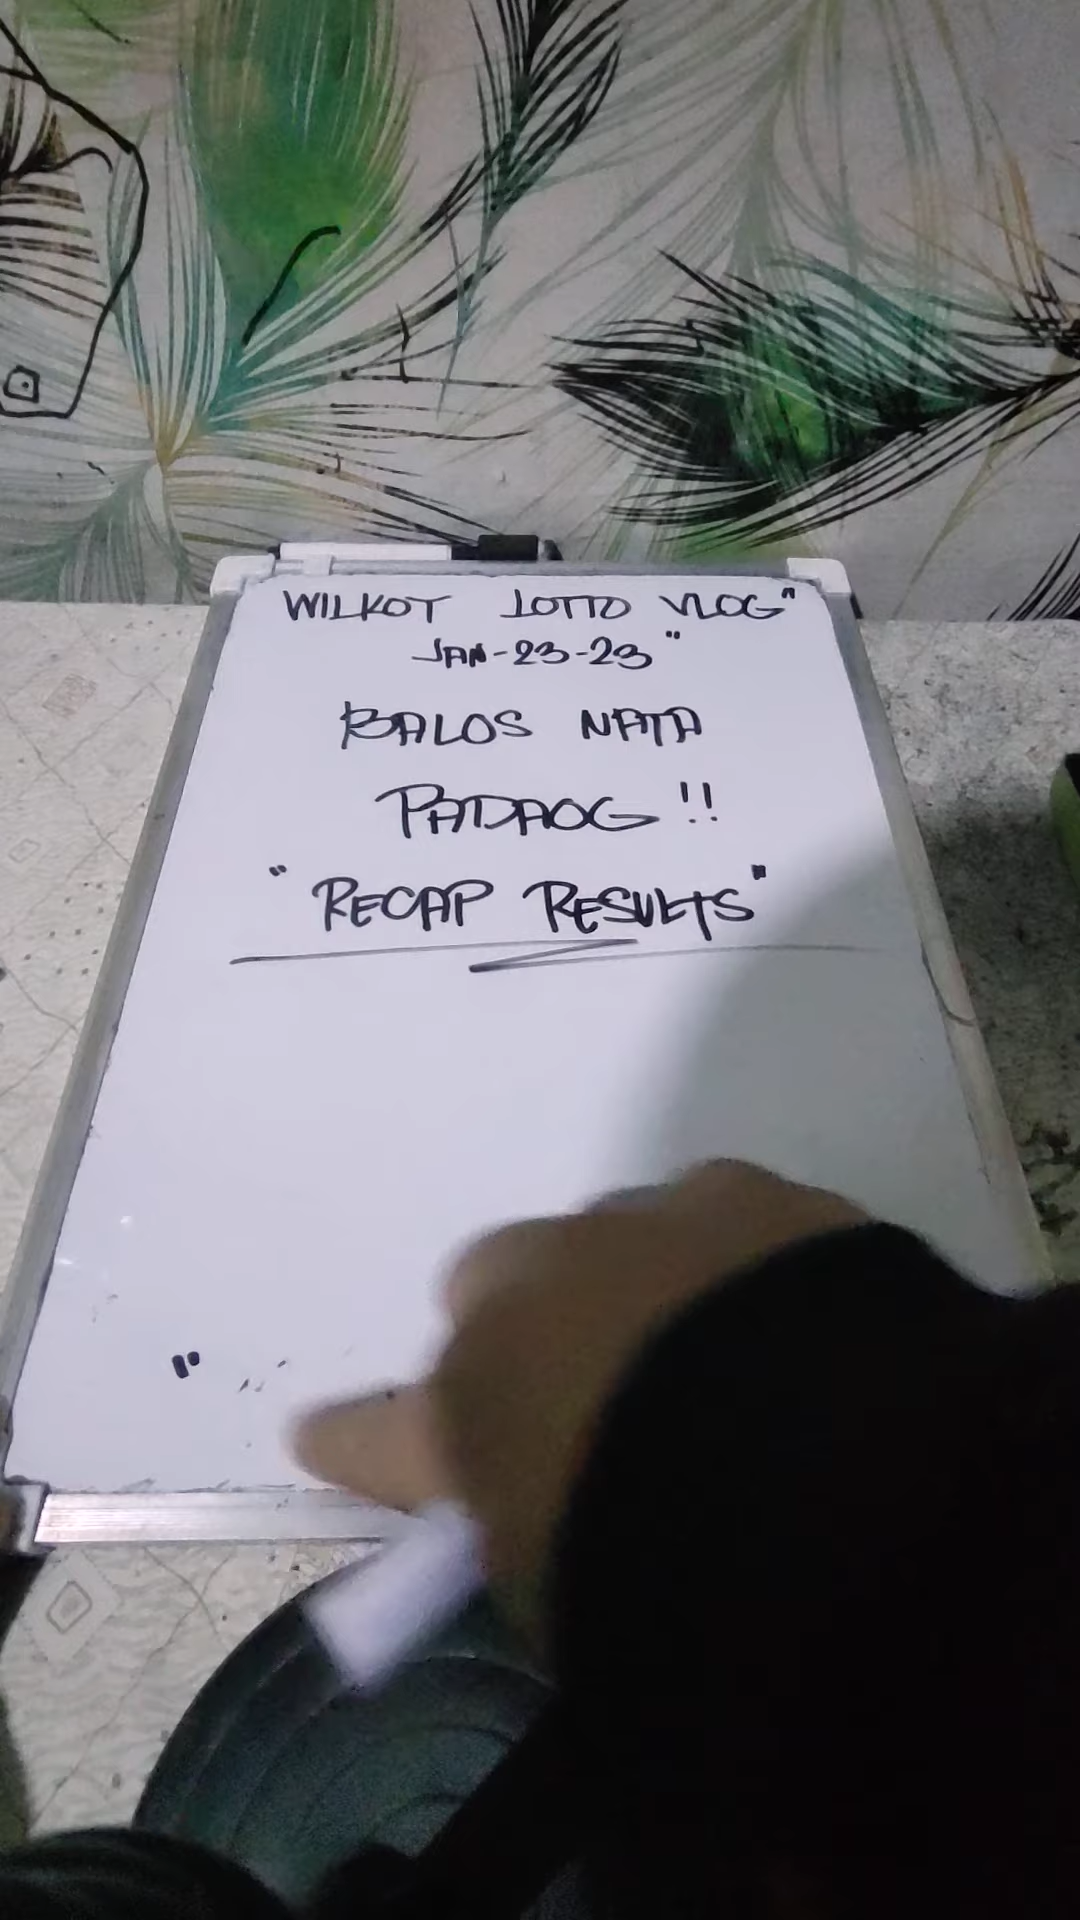 WILKOT LOTTO VLOG"
JAN-23-23"
BALOS NATA
PADAOG!!
"RECAP RESULTS"
"